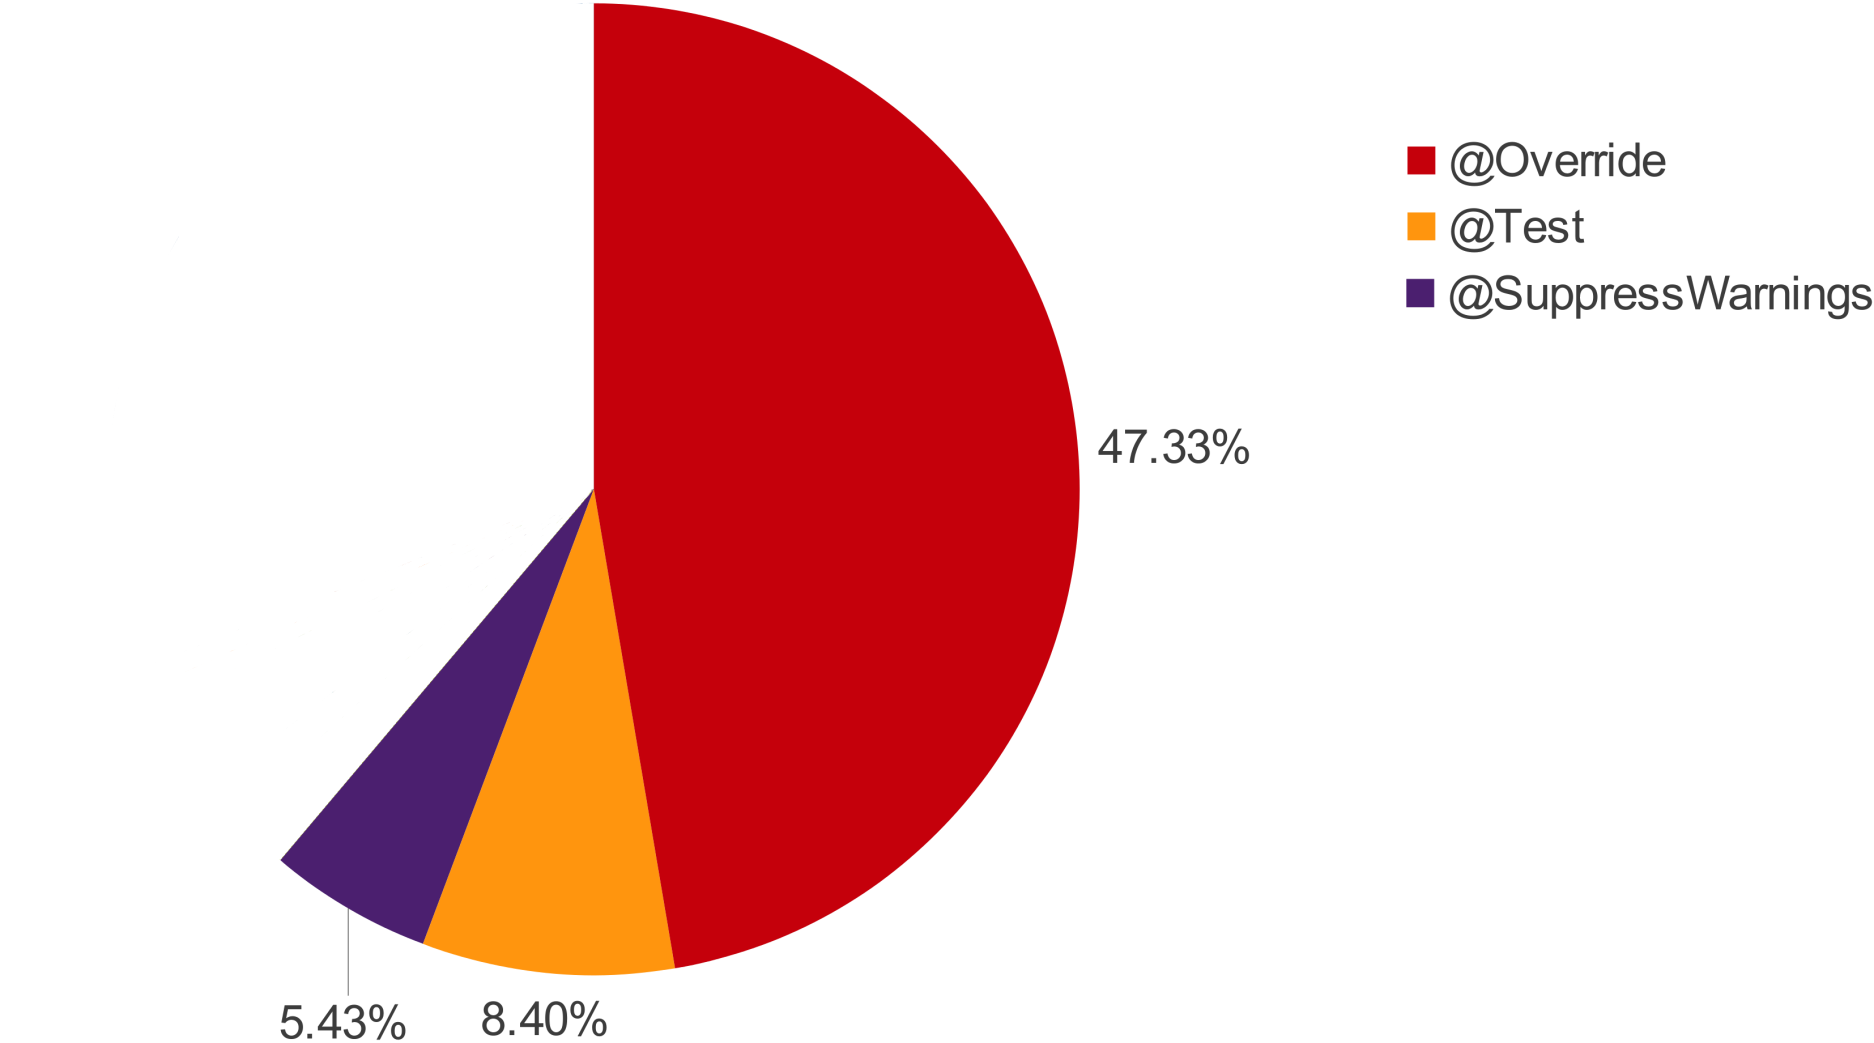 @Override
@Test
@SuppressWarnings
47.33%
5.43%
8.40%